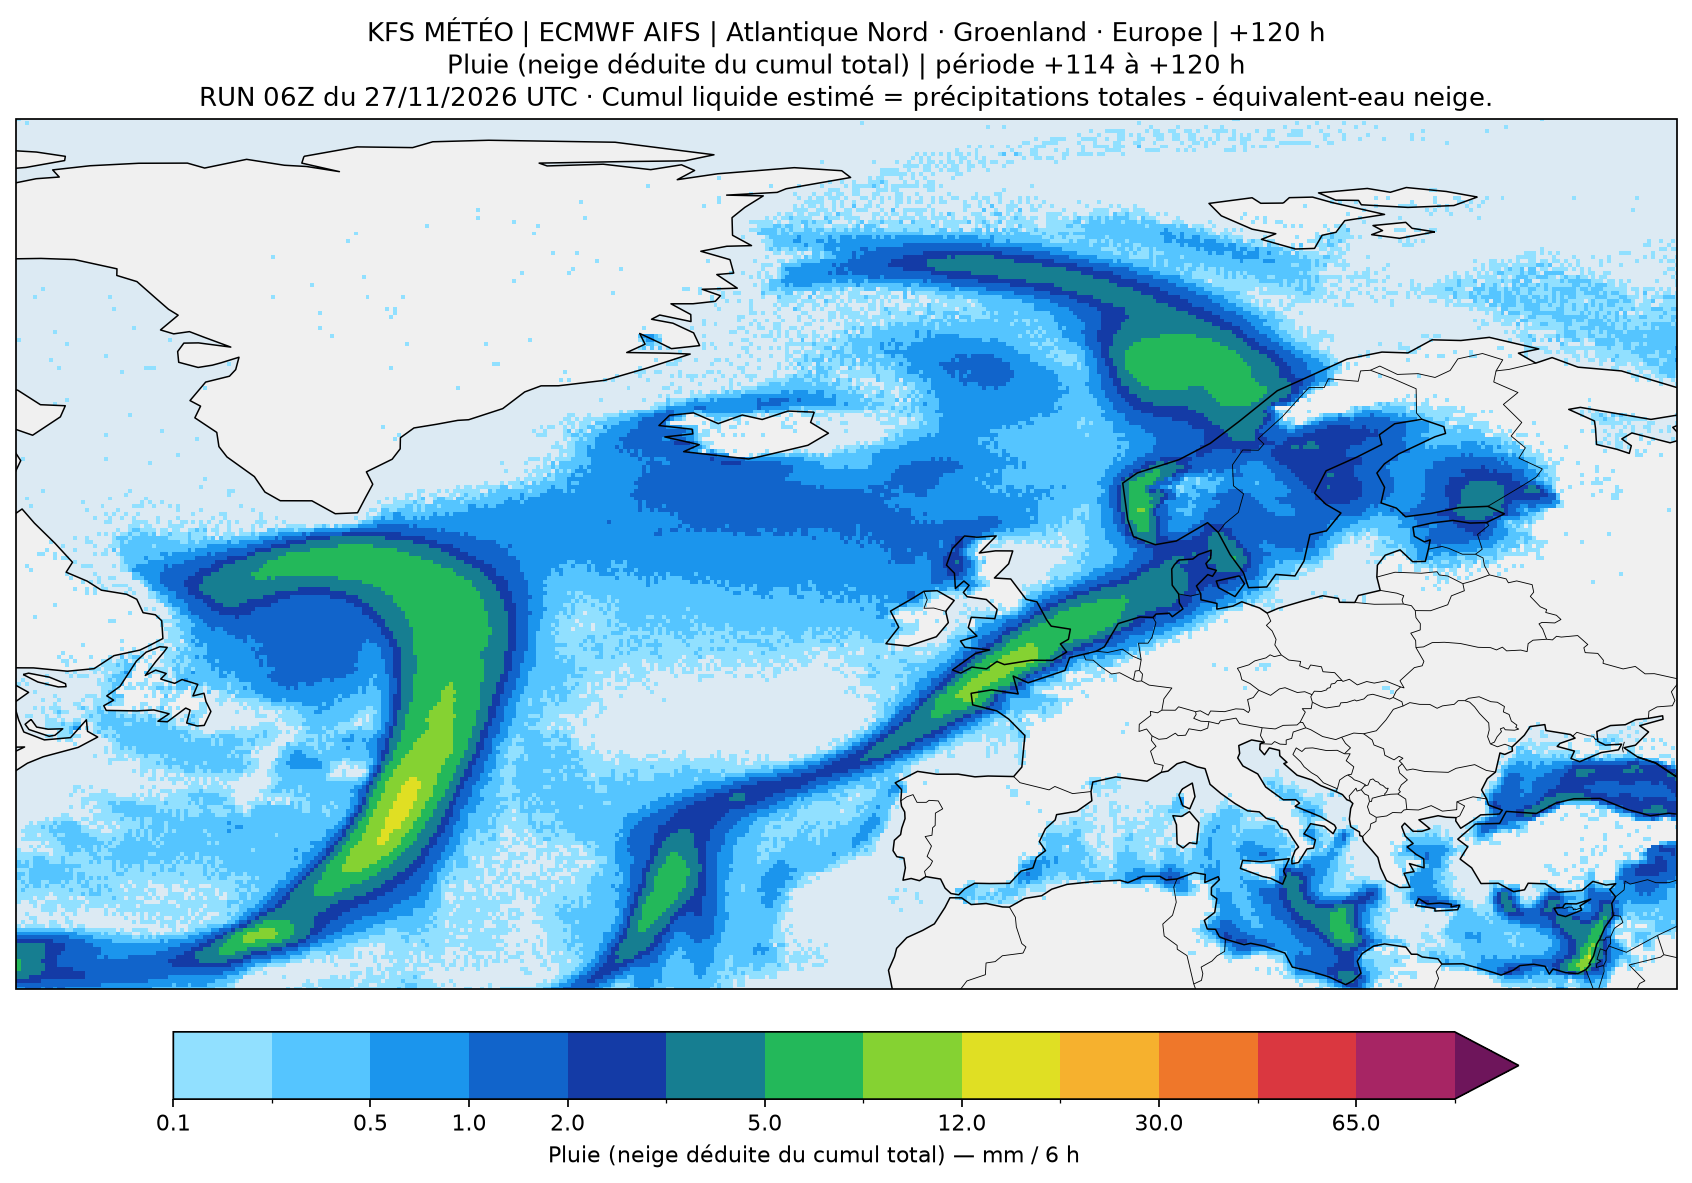 KFS MÉTÉO | ECMWF AIFS | Atlantique Nord · Groenland · Europe | +120 h
Pluie (neige déduite du cumul total) | période +114 à +120 h
RUN 06Z du 27/11/2026 UTC · Cumul liquide estimé = précipitations totales - équivalent-eau neige.
0.1 0.5 1.0 2.0 5.0 12.0 30.0 65.0
Pluie (neige déduite du cumul total) — mm / 6 h